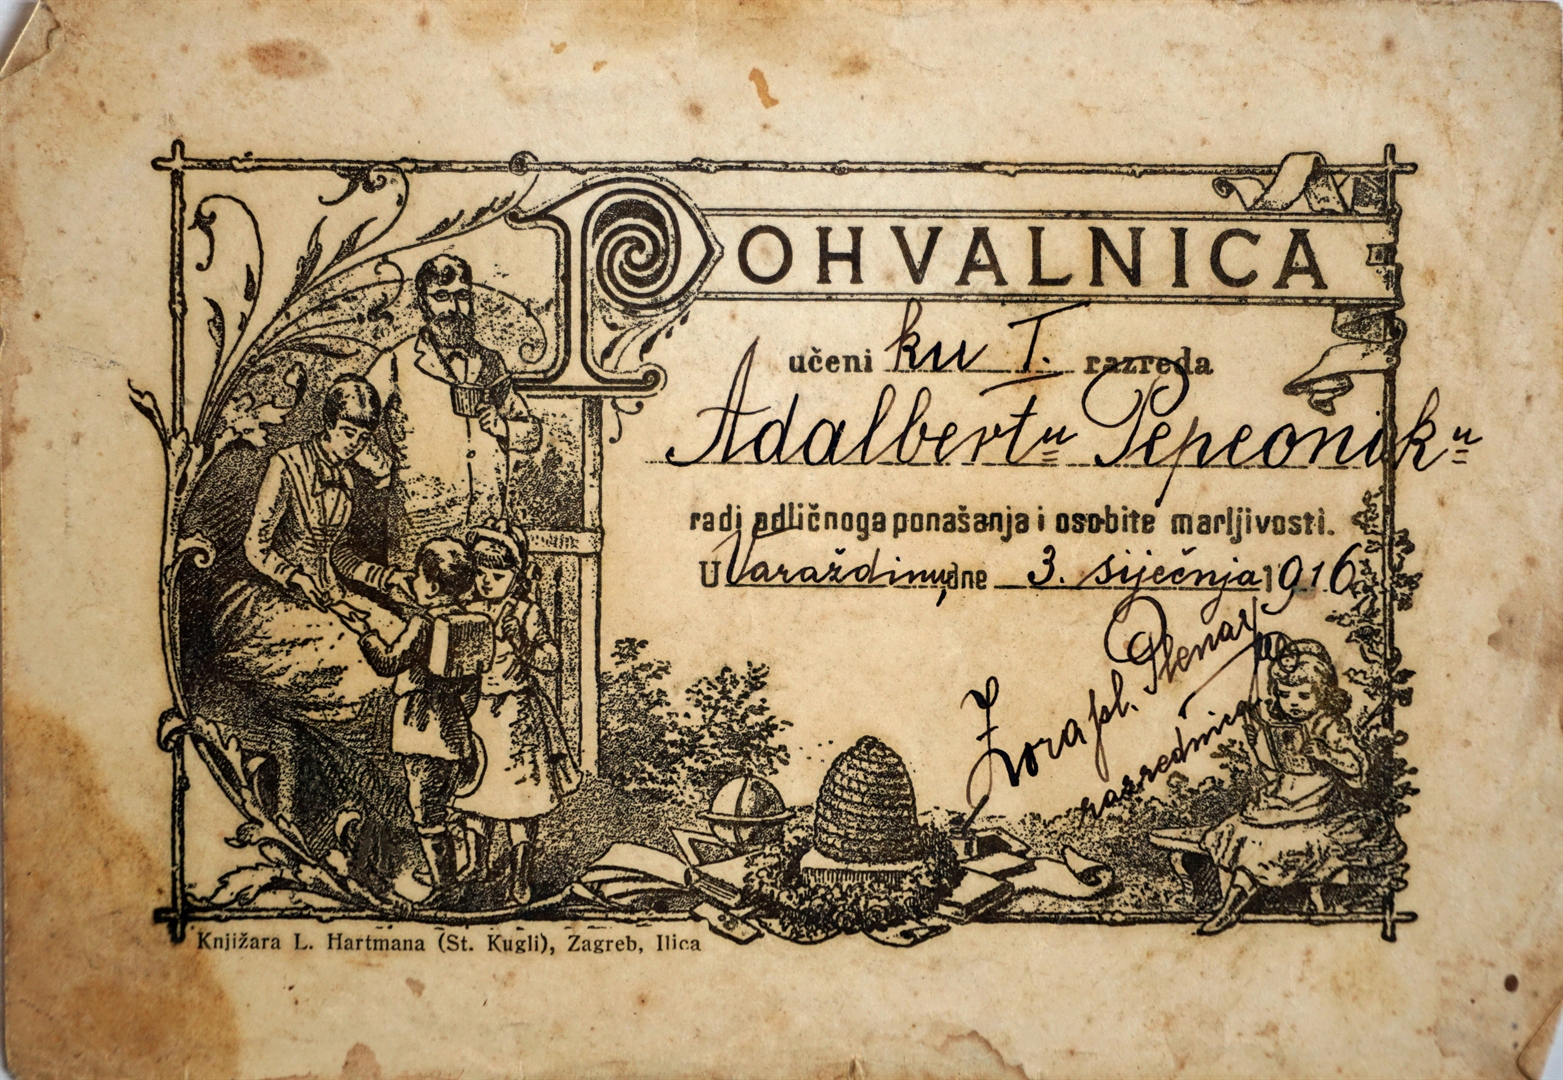 POHVALNICA
učeniku I. razreda
Adalbertu Pepeoniku
radi odličnoga ponašanja i osobite marljivosti.
U Varaždinu, dne 3. siječnja 1916
Zora pl.
razrednica
Knjižara L. Hartmana (St. Kugli), Zagreb, Ilica